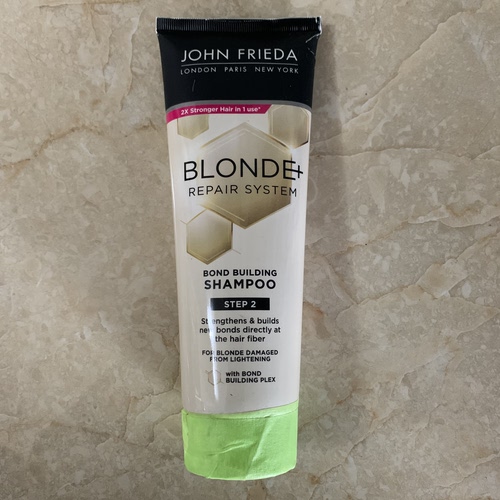 JOHN FRIEDA
LONDON PARIS NEW YORK
2X Stronger Hair in 1 use*
BLONDE+
REPAIR SYSTEM
BOND BUILDING
SHAMPOO
STEP 2
Strengthens & builds
new bonds directly at
the hair fiber
FOR BLONDE DAMAGED
FROM LIGHTENING
with BOND
BUILDING PLEX